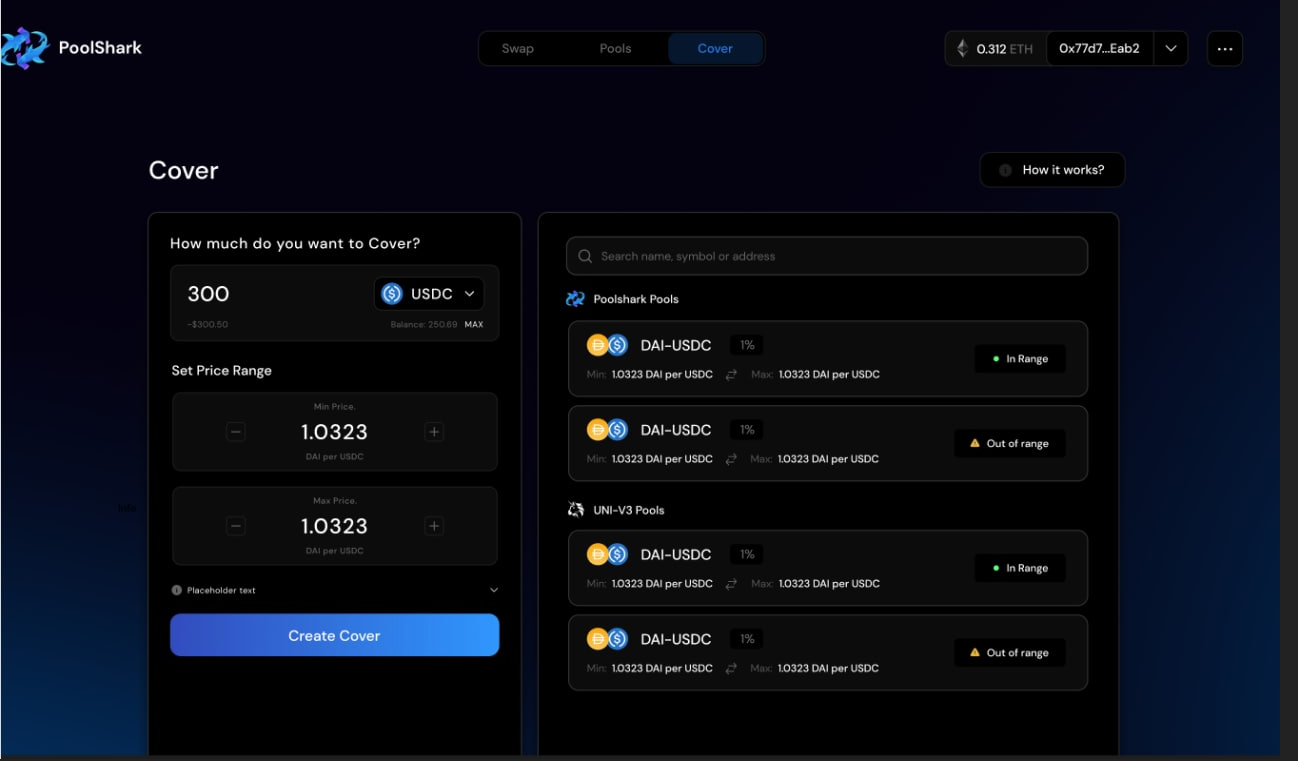 PoolShark
Swap Pools Cover
0.312 ETH 0x77d7...Eab2
Cover
How it works?
How much do you want to Cover?
300 USDC
~$300.50 Balance: 250.69 MAX
Set Price Range
Min Price.
1.0323
DAI per USDC
Max Price.
1.0323
DAI per USDC
Placeholder text
Create Cover
Info
Search name, symbol or address
Poolshark Pools
DAI-USDC 1%
Min: 1.0323 DAI per USDC Max: 1.0323 DAI per USDC
In Range
DAI-USDC 1%
Min: 1.0323 DAI per USDC Max: 1.0323 DAI per USDC
Out of range
UNI-V3 Pools
DAI-USDC 1%
Min: 1.0323 DAI per USDC Max: 1.0323 DAI per USDC
In Range
DAI-USDC 1%
Min: 1.0323 DAI per USDC Max: 1.0323 DAI per USDC
Out of range